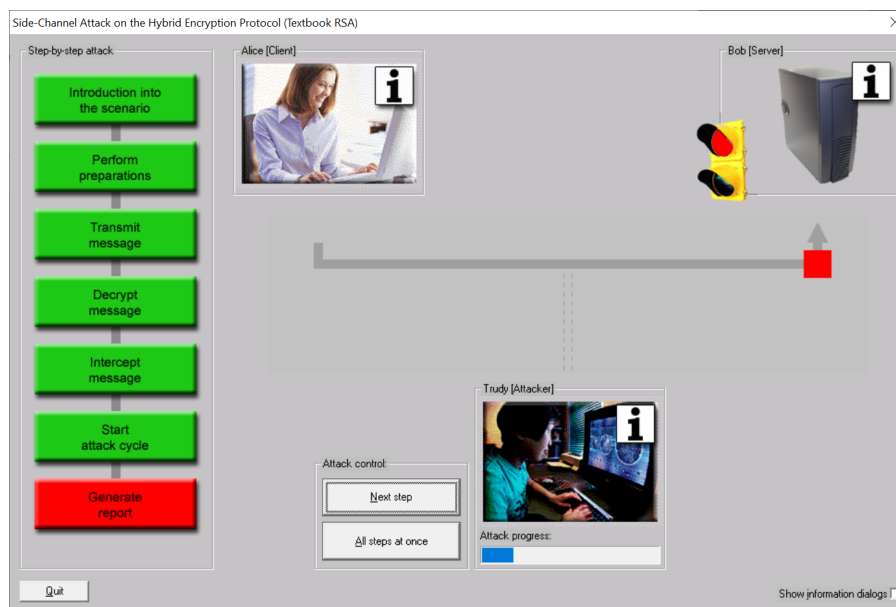 Side-Channel Attack on the Hybrid Encryption Protocol (Textbook RSA)
Step-by-step attack
Introduction into
the scenario
Perform
preparations
Transmit
message
Decrypt
message
Intercept
message
Start
attack cycle
Generate
report
Alice [Client]
i
Bob [Server]
i
Trudy [Attacker]
i
Attack progress:
Attack control:
Next step
All steps at once
Quit
Show information dialogs